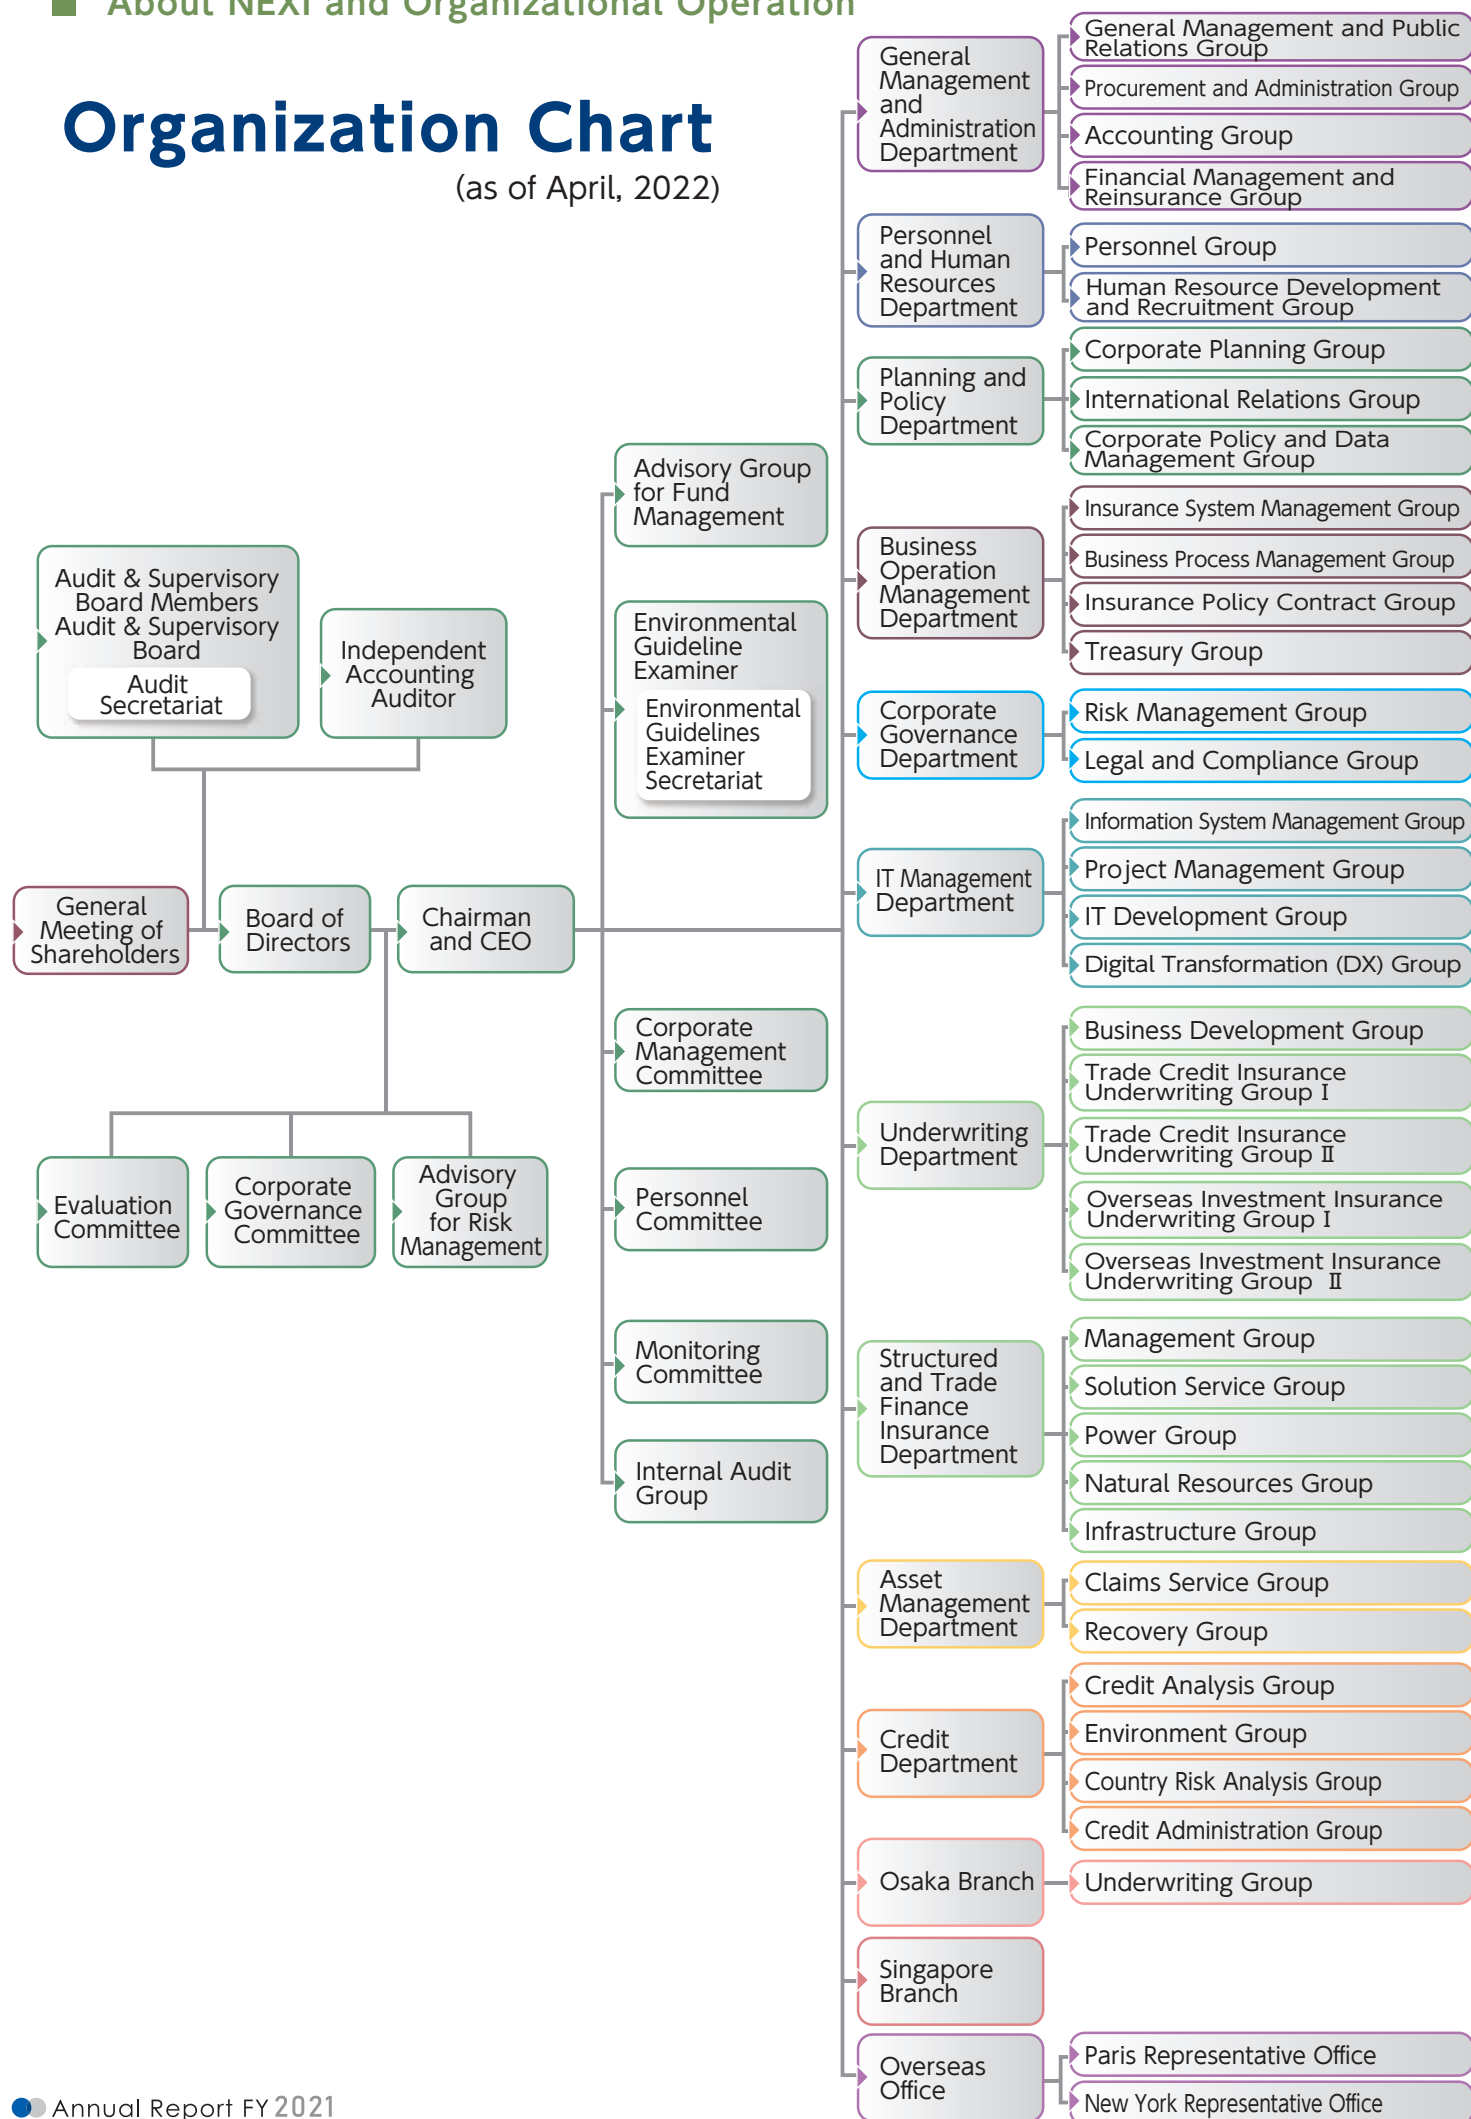 About NEXI and Organizational Operation
Organization Chart
(as of April, 2022)
Audit & Supervisory
Board Members
Audit & Supervisory
Board
Audit
Secretariat
Independent
Accounting
Auditor
General
Meeting of
Shareholders
Board of
Directors
Chairman
and CEO
Evaluation
Committee
Corporate
Governance
Committee
Advisory
Group
for Risk
Management
Advisory Group
for Fund
Management
Environmental
Guideline
Examiner
Environmental
Guidelines
Examiner
Secretariat
Corporate
Management
Committee
Personnel
Committee
Monitoring
Committee
Internal Audit
Group
General
Management
and
Administration
Department
General Management and Public
Relations Group
Procurement and Administration Group
Accounting Group
Financial Management and
Reinsurance Group
Personnel
and Human
Resources
Department
Personnel Group
Human Resource Development
and Recruitment Group
Planning and
Policy
Department
Corporate Planning Group
International Relations Group
Corporate Policy and Data
Management Group
Business
Operation
Management
Department
Insurance System Management Group
Business Process Management Group
Insurance Policy Contract Group
Treasury Group
Corporate
Governance
Department
Risk Management Group
Legal and Compliance Group
IT Management
Department
Information System Management Group
Project Management Group
IT Development Group
Digital Transformation (DX) Group
Underwriting
Department
Business Development Group
Trade Credit Insurance
Underwriting Group Ⅰ
Trade Credit Insurance
Underwriting Group Ⅱ
Overseas Investment Insurance
Underwriting Group Ⅰ
Overseas Investment Insurance
Underwriting Group Ⅱ
Structured
and Trade
Finance
Insurance
Department
Management Group
Solution Service Group
Power Group
Natural Resources Group
Infrastructure Group
Asset
Management
Department
Claims Service Group
Recovery Group
Credit
Department
Credit Analysis Group
Environment Group
Country Risk Analysis Group
Credit Administration Group
Osaka Branch
Underwriting Group
Singapore
Branch
Overseas
Office
Paris Representative Office
New York Representative Office
Annual Report FY 2021